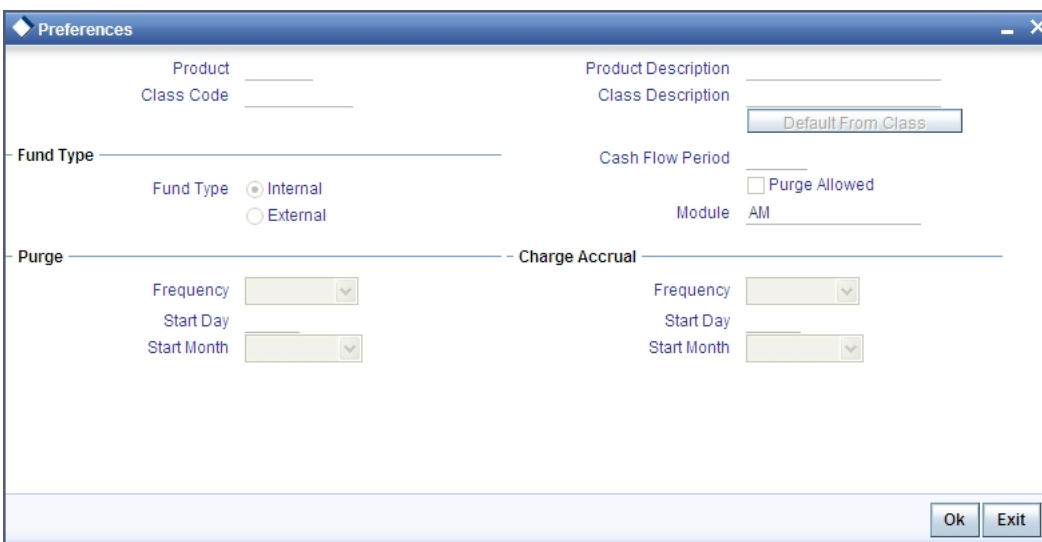 Preferences
Product
Product Description
Class Code
Class Description
Default From Class
Fund Type
Cash Flow Period
Fund Type Internal
Purge Allowed
External
Module AM
Purge
Charge Accrual
Frequency
Frequency
Start Day
Start Day
Start Month
Start Month
Ok Exit